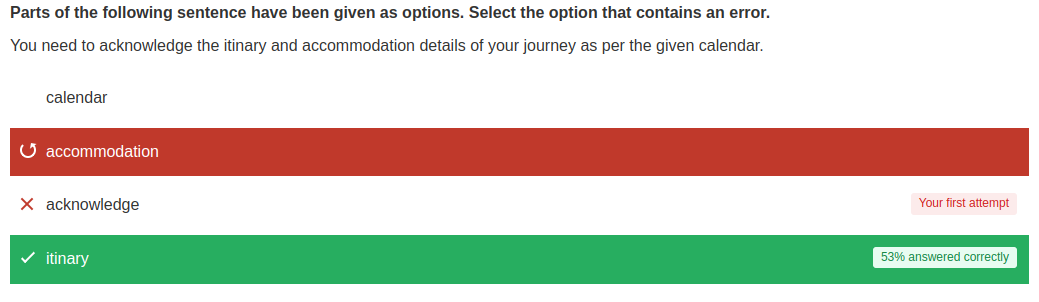 Parts of the following sentence have been given as options. Select the option that contains an error.
You need to acknowledge the itinary and accommodation details of your journey as per the given calendar.
calendar
accommodation
acknowledge Your first attempt
itinary 53% answered correctly